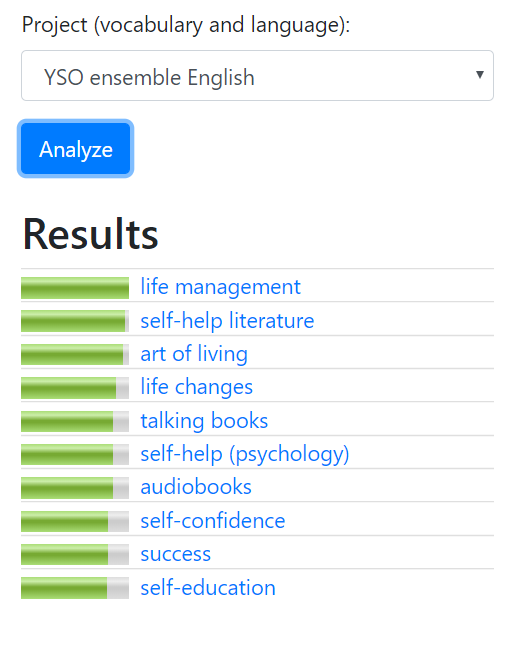 Project (vocabulary and language):
YSO ensemble English
Analyze
Results
life management
self-help literature
art of living
life changes
talking books
self-help (psychology)
audiobooks
self-confidence
success
self-education